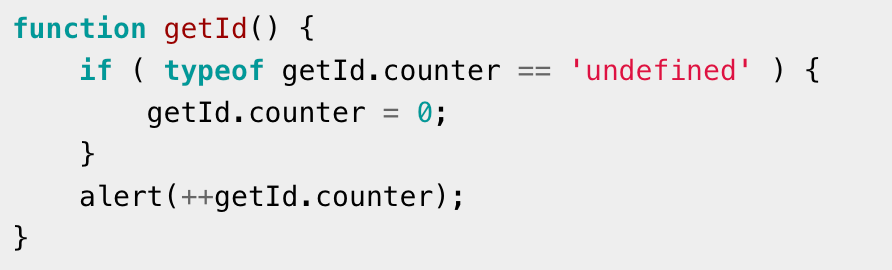 function getId() {
    if ( typeof getId.counter == 'undefined' ) {
        getId.counter = 0;
    }
    alert(++getId.counter);
}